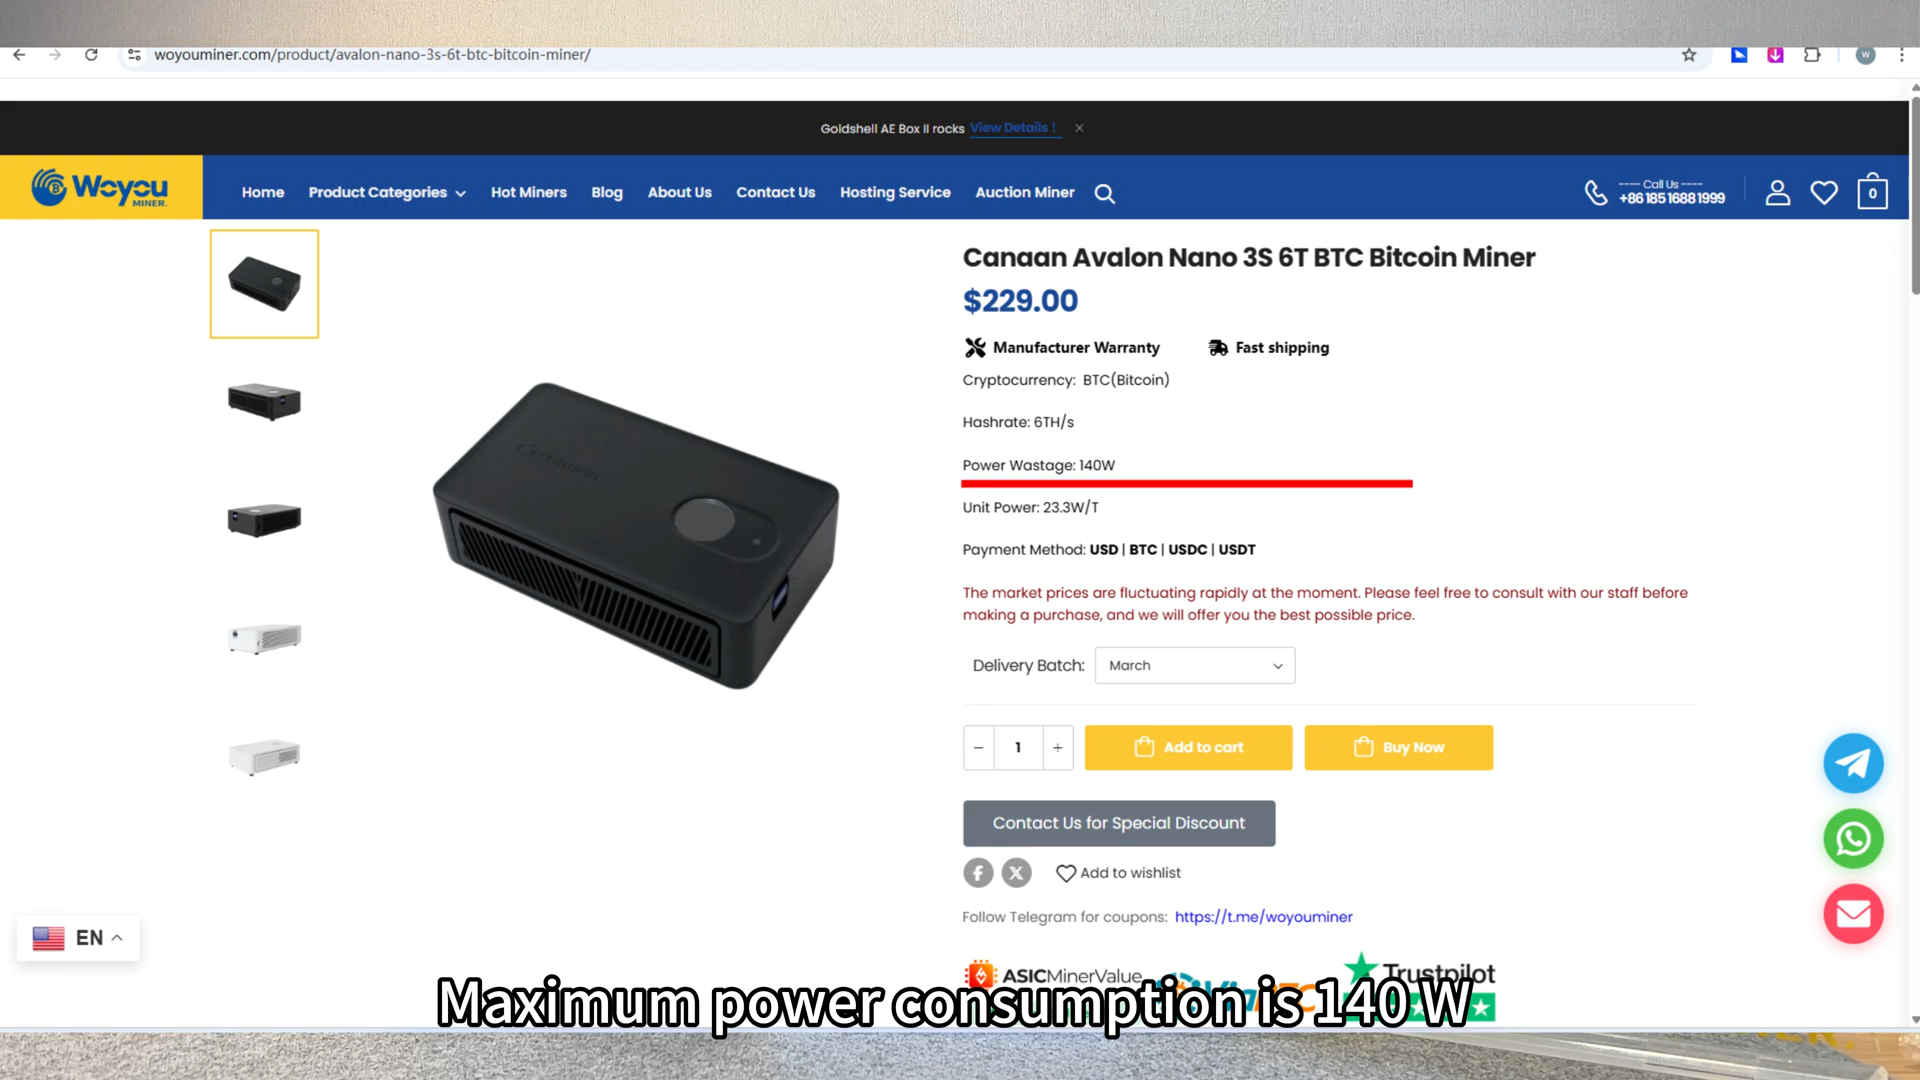 woyouminer.com/product/avalon-nano-3s-6t-btc-bitcoin-miner/
W
Goldshell AE Box II rocks View Details !
Woyou
MINER.
Home Product Categories Hot Miners Blog About Us Contact Us Hosting Service Auction Miner
---- Call Us ----
+86 185 1688 1999
0
Canaan Avalon Nano 3S 6T BTC Bitcoin Miner
$229.00
Manufacturer Warranty Fast shipping
Cryptocurrency: BTC(Bitcoin)
Hashrate: 6TH/s
Power Wastage: 140W
Unit Power: 23.3W/T
Payment Method: USD | BTC | USDC | USDT
The market prices are fluctuating rapidly at the moment. Please feel free to consult with our staff before
making a purchase, and we will offer you the best possible price.
Delivery Batch: March
- 1 + Add to cart Buy Now
Contact Us for Special Discount
Add to wishlist
Follow Telegram for coupons: https://t.me/woyouminer
EN
ASICMinerValue Trustpilot
Maximum power consumption is 140 W